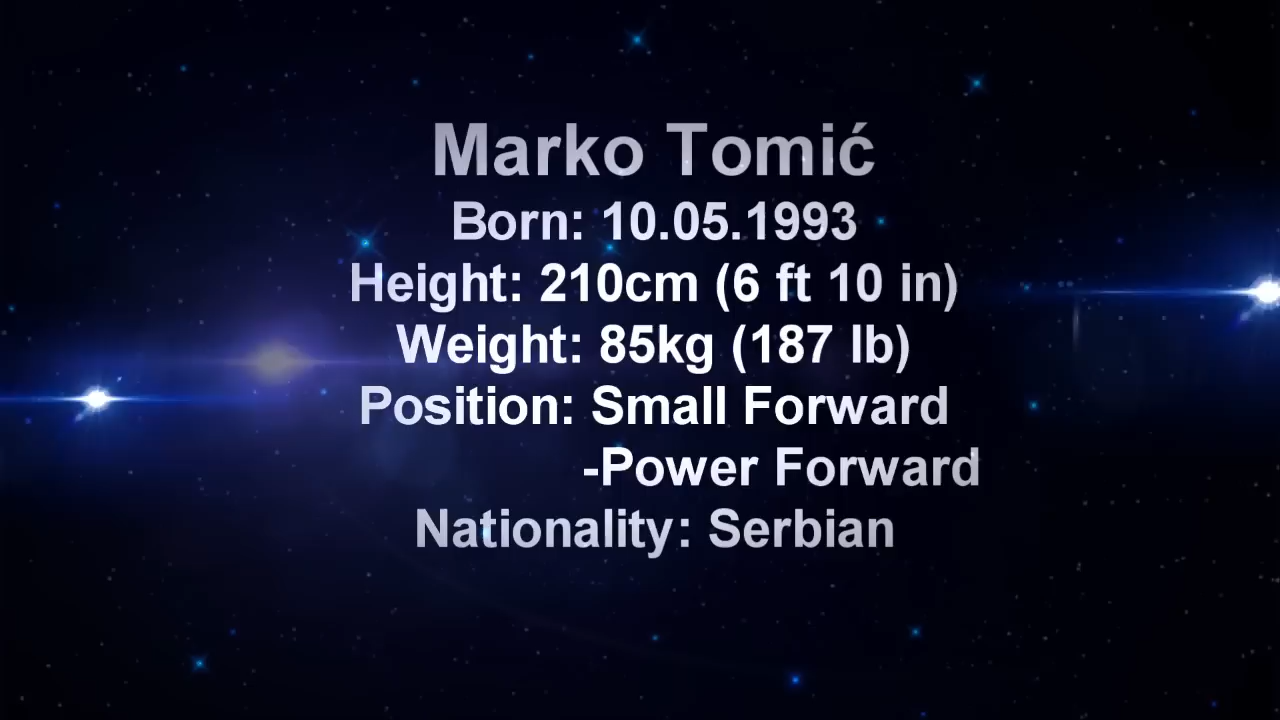 Marko Tomić
Born: 10.05.1993
Height: 210cm (6 ft 10 in)
Weight: 85kg (187 lb)
Position: Small Forward
-Power Forward
Nationality: Serbian